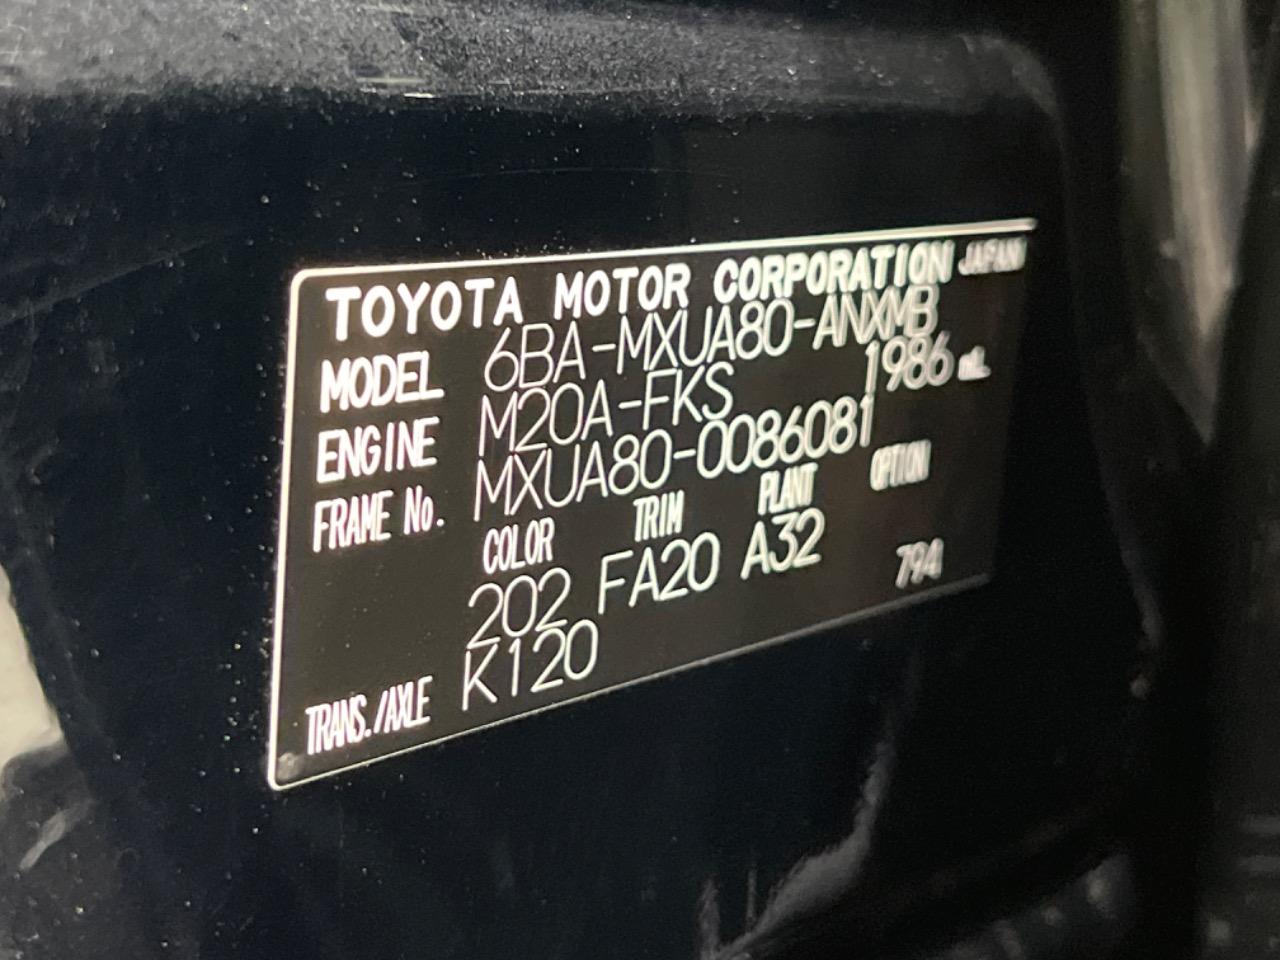 TOYOTA MOTOR CORPORATION JAPAN
MODEL 6BA-MXUA80-ANXMB
ENGINE M20A-FKS 1986 mL
FRAME No. MXUA80-0086081
COLOR TRIM PLANT OPTION
202 FA20 A32 794
TRANS./AXLE K120